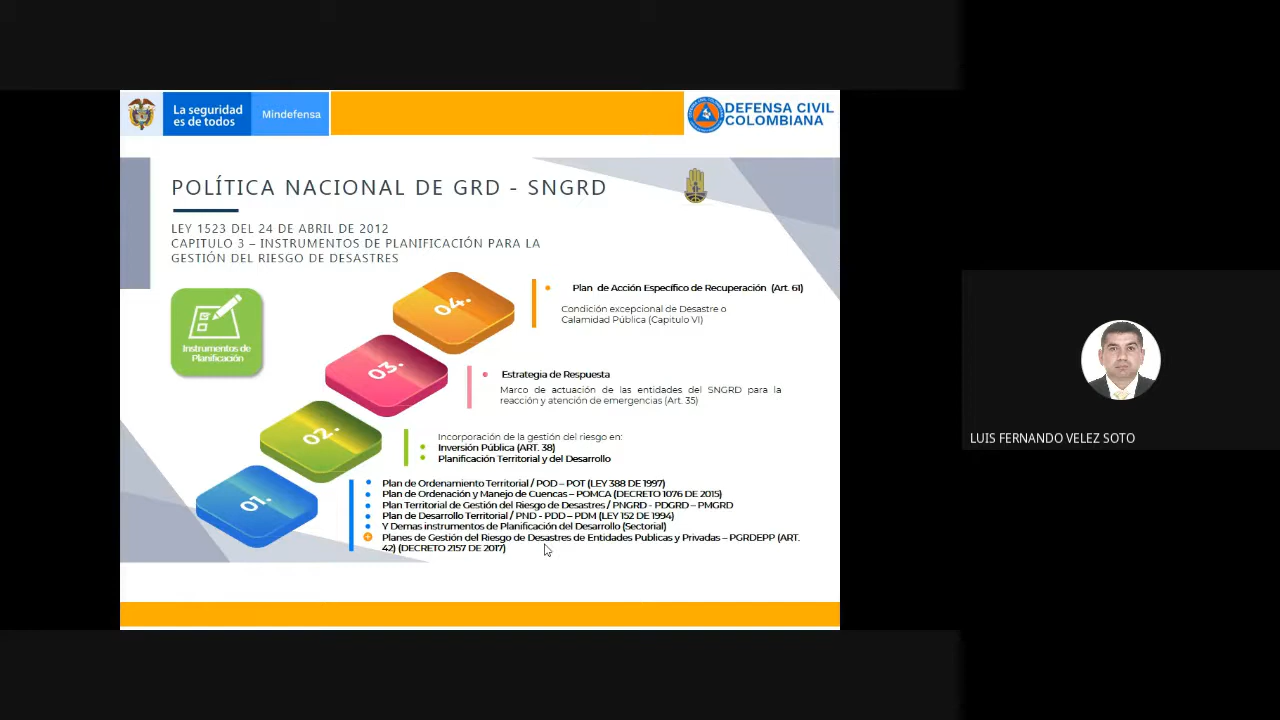 La seguridad
es de todos
Mindefensa
DEFENSA CIVIL
COLOMBIANA
POLÍTICA NACIONAL DE GRD - SNGRD
LEY 1523 DEL 24 DE ABRIL DE 2012
CAPITULO 3 – INSTRUMENTOS DE PLANIFICACIÓN PARA LA
GESTIÓN DEL RIESGO DE DESASTRES
Instrumentos de
Planificación
04.
Plan de Acción Específico de Recuperación (Art. 61)
Condición excepcional de Desastre o
Calamidad Pública (Capitulo VI)
03.
Estrategia de Respuesta
Marco de actuación de las entidades del SNGRD para la
reacción y atención de emergencias (Art. 35)
02.
Incorporación de la gestión del riesgo en:
Inversión Pública (ART. 38)
Planificación Territorial y del Desarrollo
01.
Plan de Ordenamiento Territorial / POD – POT (LEY 388 DE 1997)
Plan de Ordenación y Manejo de Cuencas – POMCA (DECRETO 1076 DE 2015)
Plan Territorial de Gestión del Riesgo de Desastres / PNGRD - PDGRD – PMGRD
Plan de Desarrollo Territorial / PND - PDD – PDM (LEY 152 DE 1994)
Y Demas instrumentos de Planificación del Desarrollo (Sectorial)
Planes de Gestión del Riesgo de Desastres de Entidades Publicas y Privadas – PGRDEPP (ART.
42) (DECRETO 2157 DE 2017)
LUIS FERNANDO VELEZ SOTO